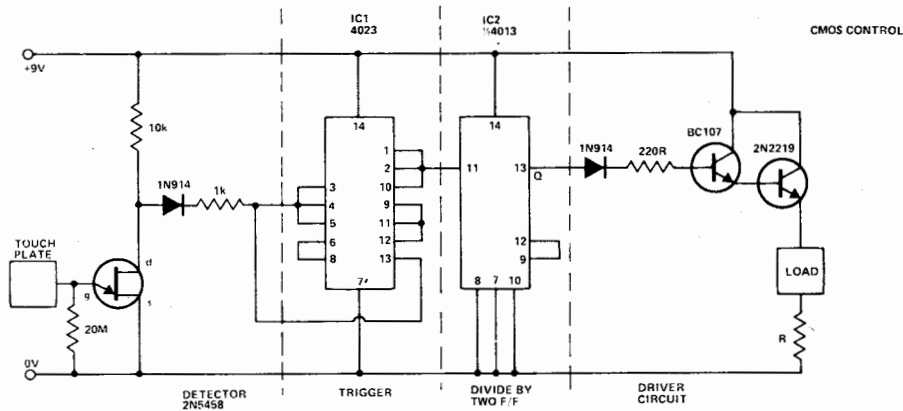 IC1
4023
IC2
½4013
CMOS CONTROL
+9V
10k
1N914
1k
TOUCH
PLATE
d
g
s
20M
0V
14
1
2
10
3
4
5
9
11
12
6
8
13
7
14
11
13
Q
12
9
8 7 10
1N914
220R
BC107
2N2219
LOAD
R
DETECTOR
2N5458
TRIGGER
DIVIDE BY
TWO F/F
DRIVER
CIRCUIT